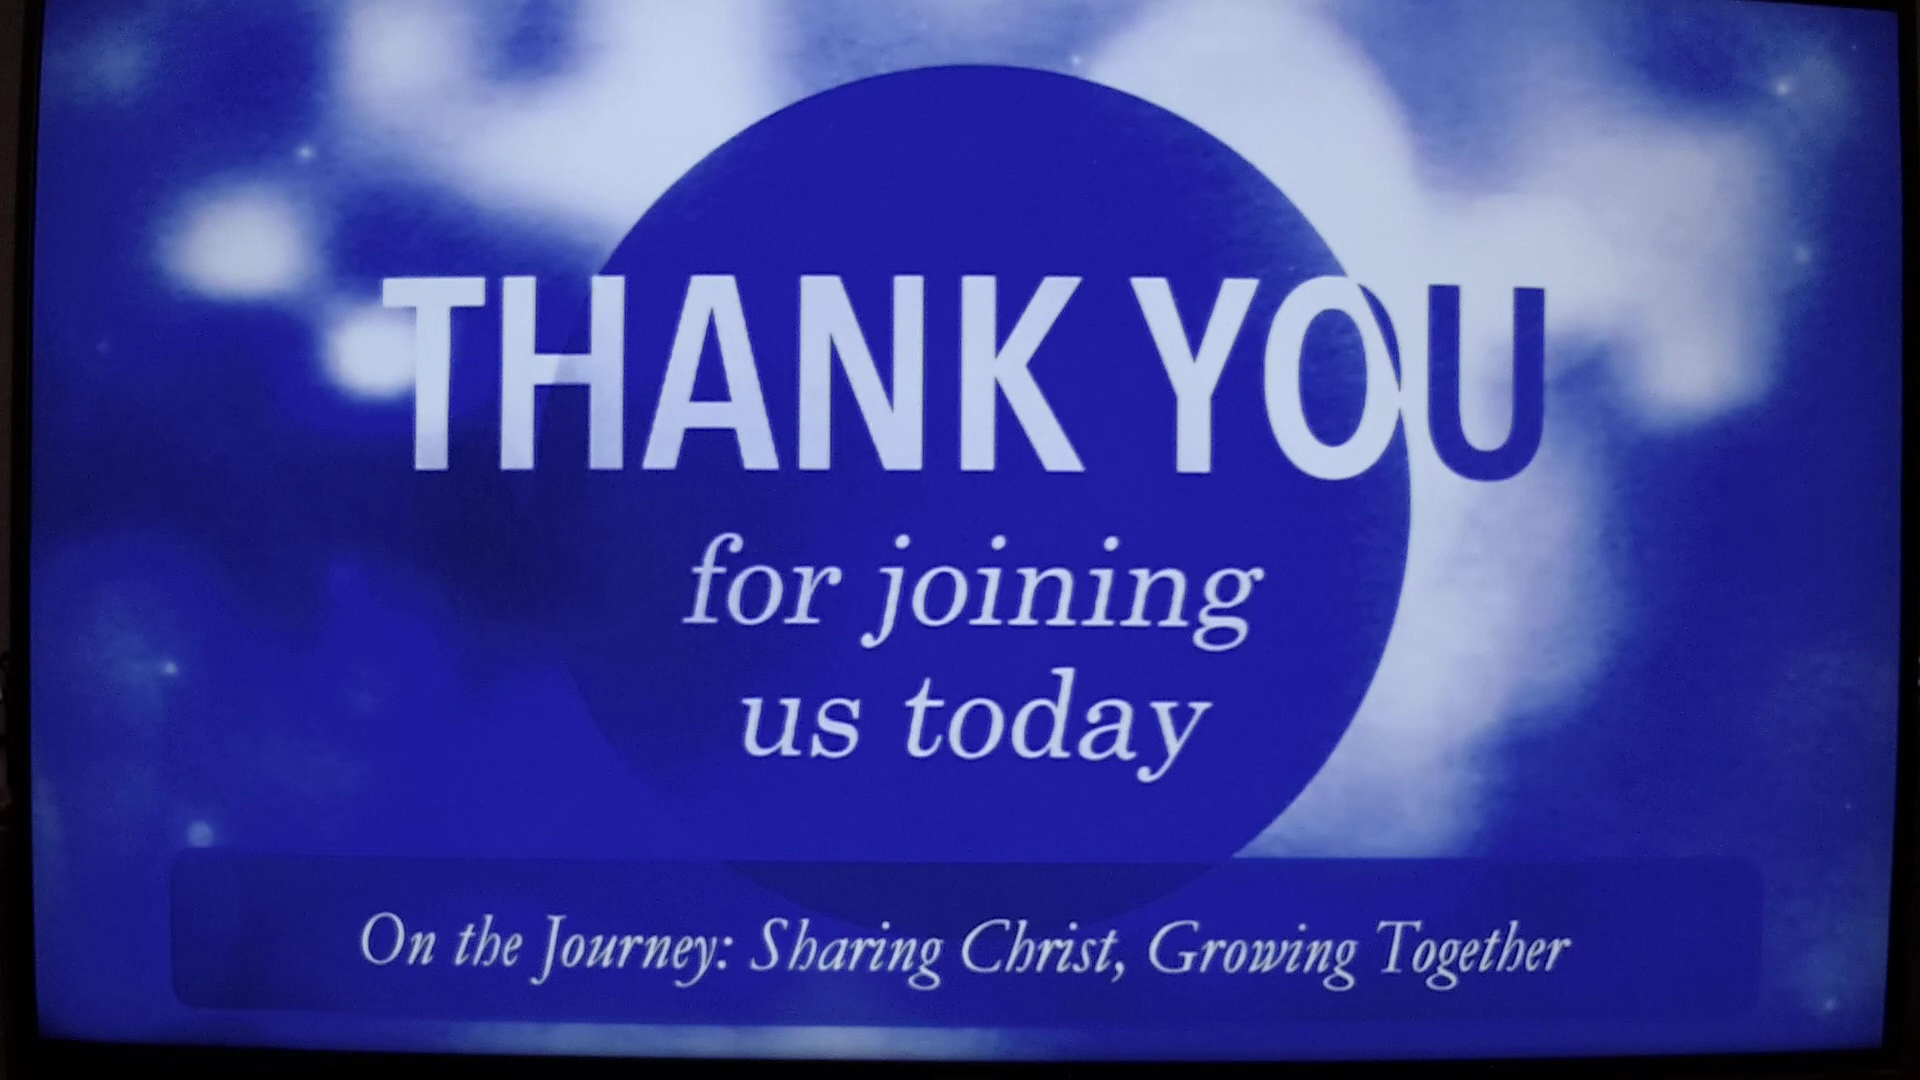 THANK YOU
for joining
us today
On the Journey: Sharing Christ, Growing Together